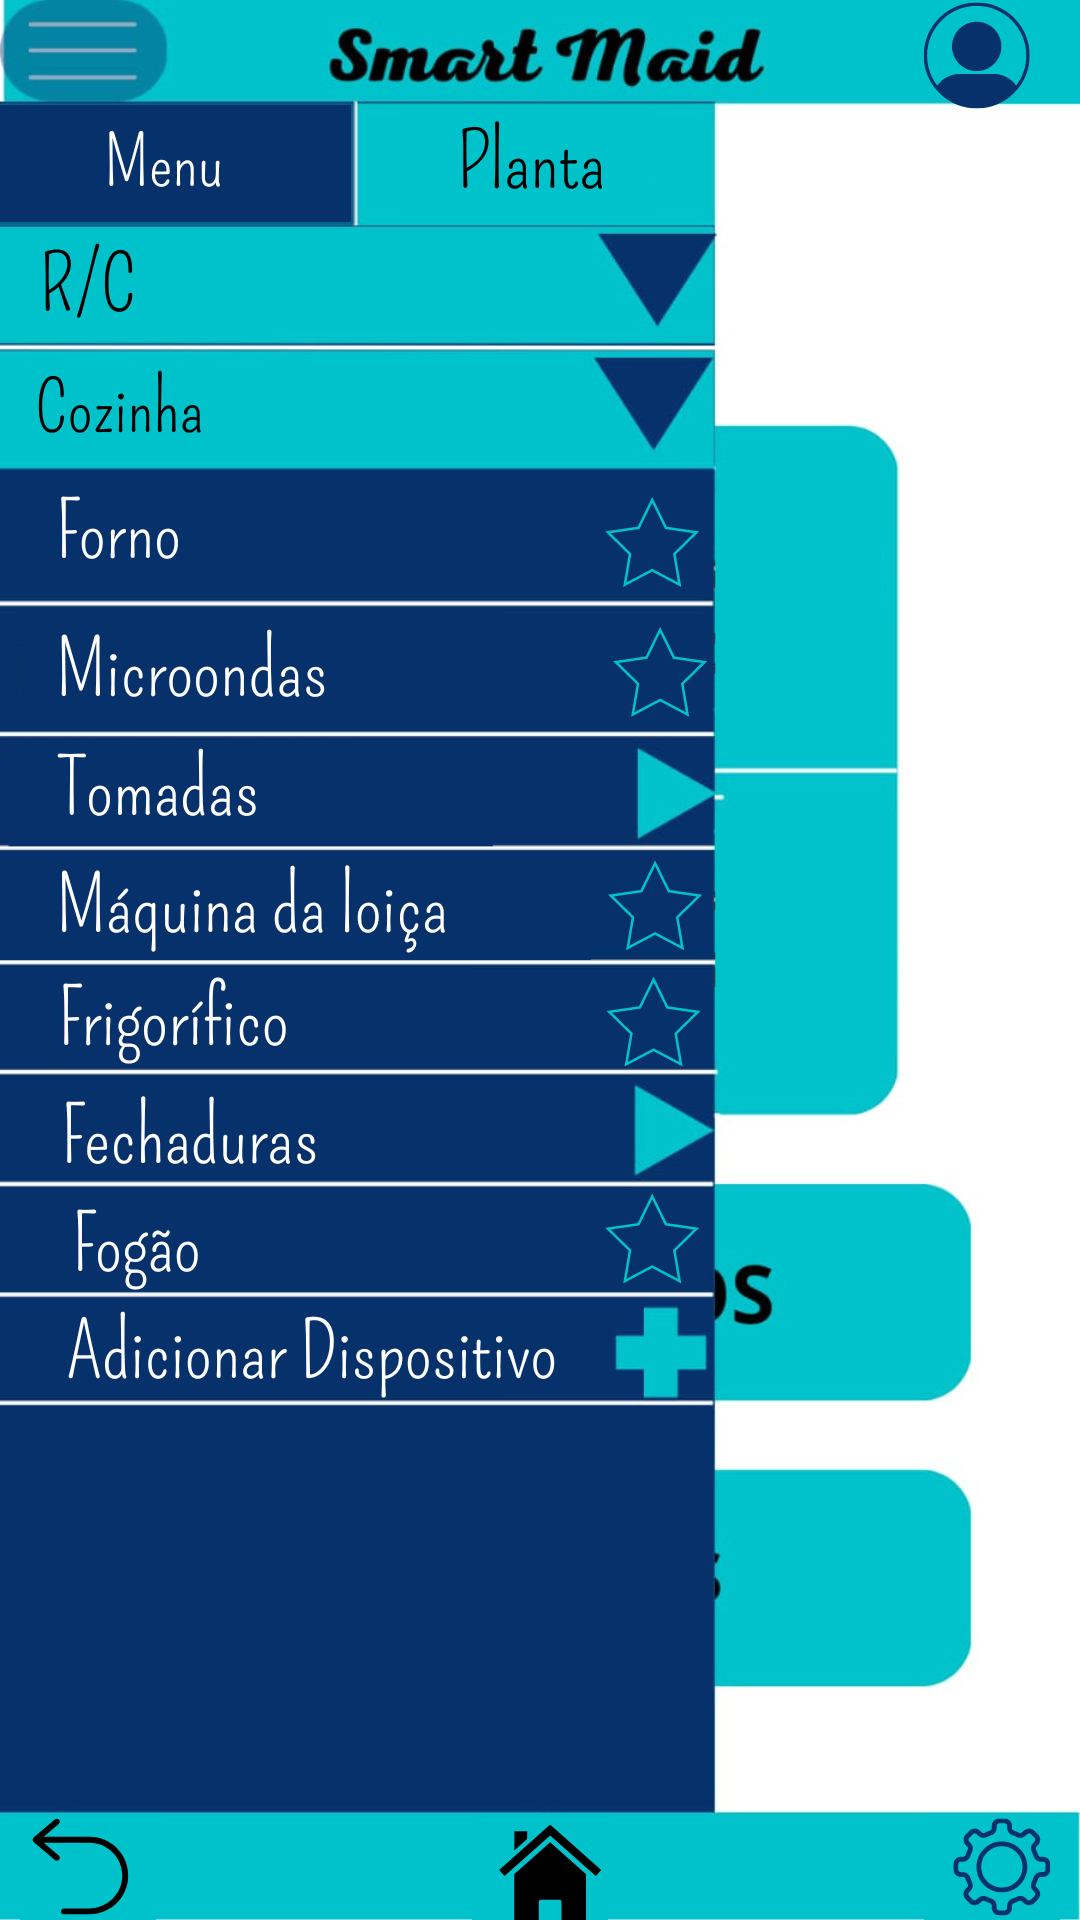 Smart Maid
Menu
Planta
R/C
Cozinha
Forno
Microondas
Tomadas
Máquina da loiça
Frigorífico
Fechaduras
Fogão
Adicionar Dispositivo